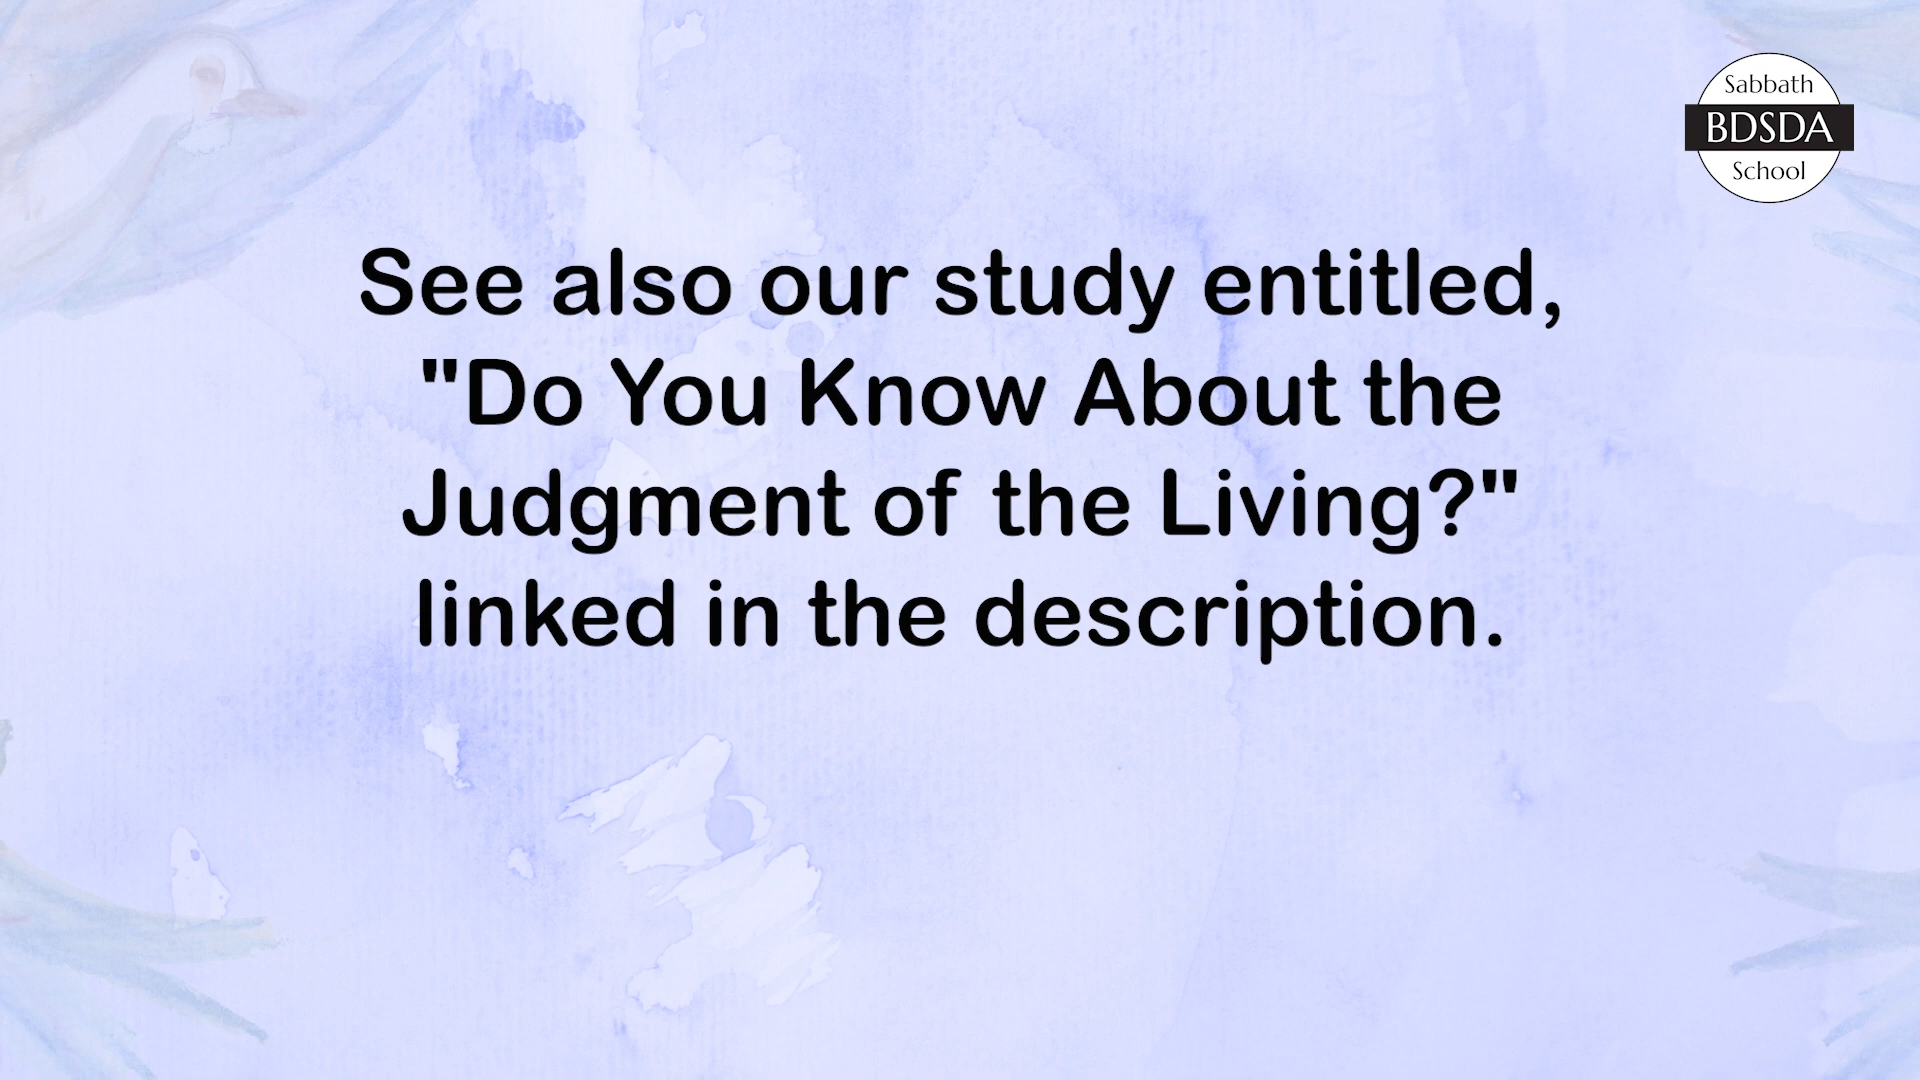 Sabbath
BDSDA
School
See also our study entitled,
"Do You Know About the
Judgment of the Living?"
linked in the description.